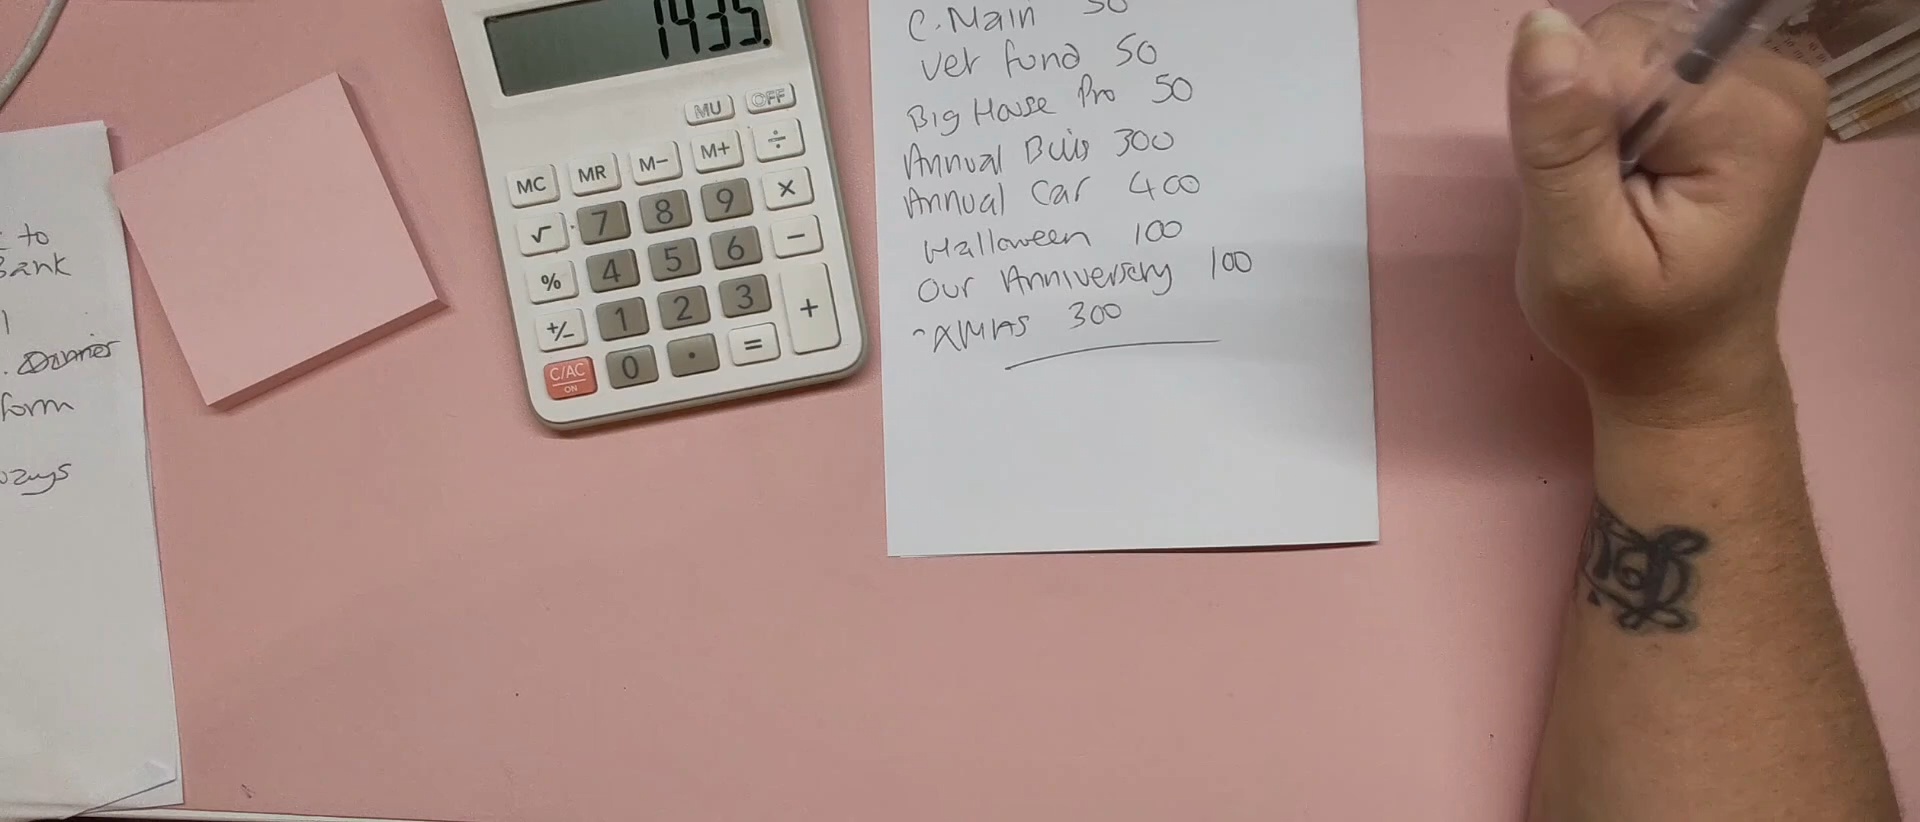 1435.
MU OFF
MC MR M- M+ ÷
√ 7 8 9 ×
% 4 5 6 −
+/- 1 2 3 +
C/AC ON 0 . =
C. Main 50
Vet fund 50
Big House Pro 50
Annual Bills 300
Annual Car 400
Halloween 100
Our Anniversary 100
XMAS 300
to
Bank
form